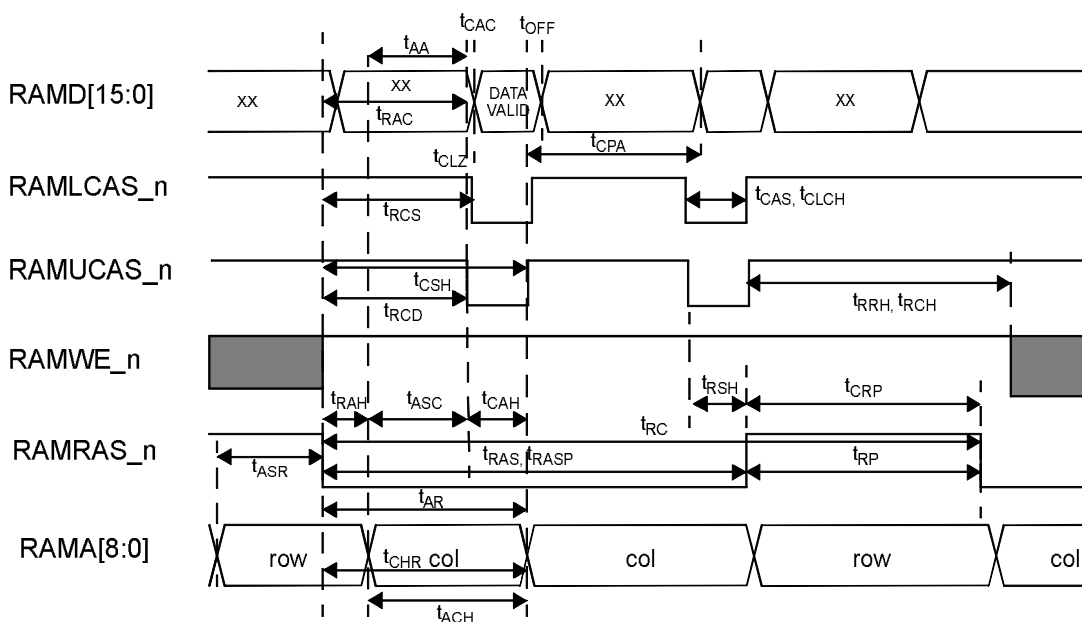 tCAC tOFF
tAA
RAMD[15:0] XX XX DATA VALID XX XX
tRAC
tCPA
tCLZ
RAMLCAS_n
tRCS tCAS, tCLCH
RAMUCAS_n
tCSH
tRRH, tRCH
tRCD
RAMWE_n
tRAH tASC tCAH tRSH tCRP
tRC
RAMRAS_n
tASR tRAS, tRASP tRP
tAR
RAMA[8:0] row tCHR col col row col
tACH